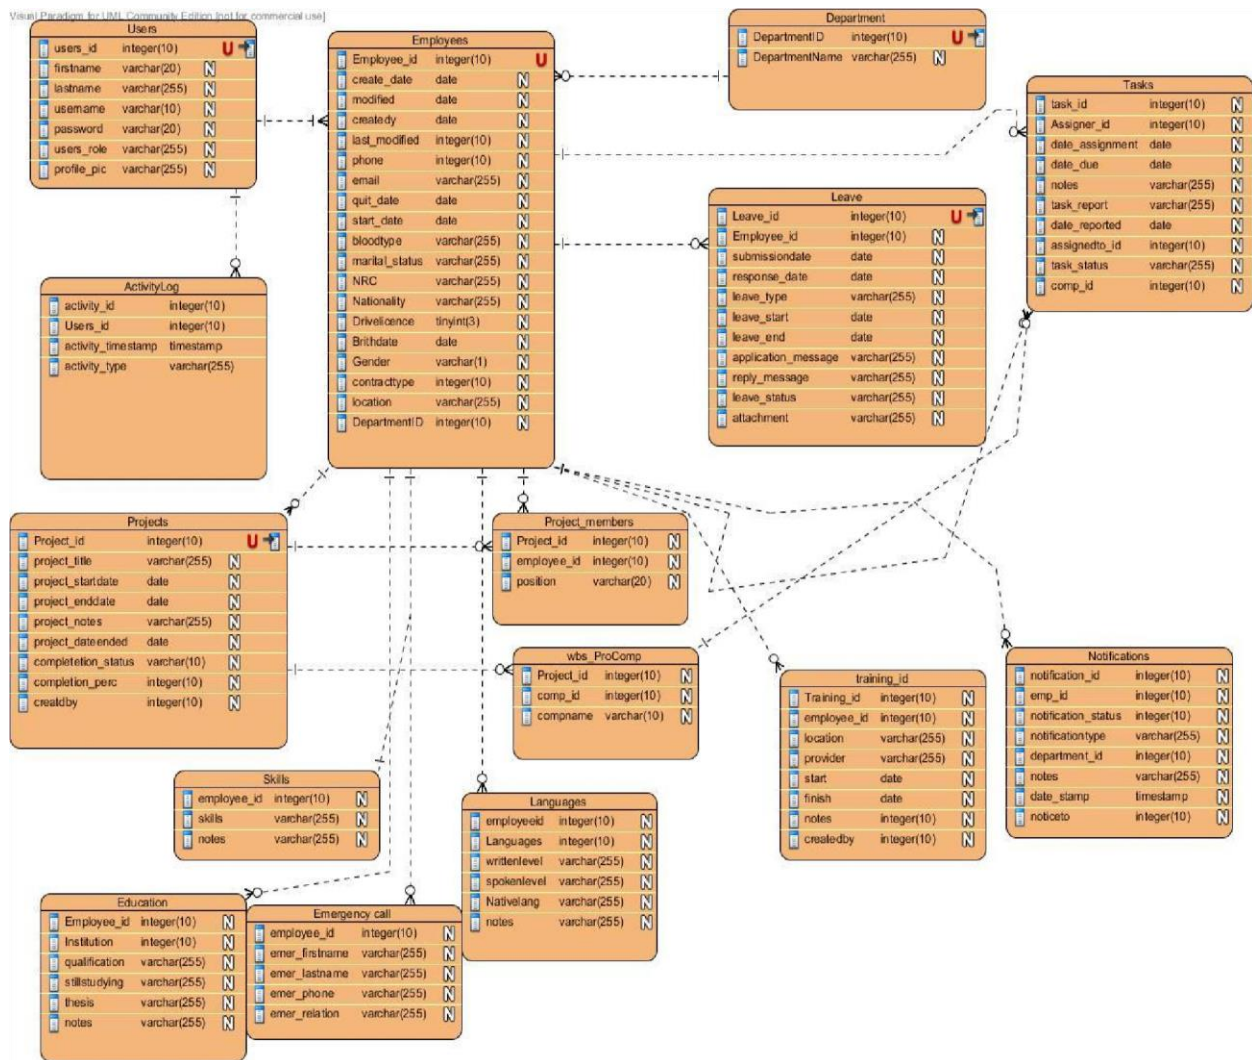 Visual Paradigm for UML Community Edition [not for commercial use]
Users
users_id integer(10) U
firstname varchar(20) N
lastname varchar(255) N
username varchar(10) N
password varchar(20) N
users_role varchar(255) N
profile_pic varchar(255) N
Employees
Employee_id integer(10) U
create_date date N
modified date N
createdy date N
last_modified integer(10) N
phone integer(10) N
email varchar(255) N
quit_date date N
start_date date N
bloodtype varchar(255) N
marital_status varchar(255) N
NRC varchar(255) N
Nationality varchar(255) N
Drivelicence tinyint(3) N
Brithdate date N
Gender varchar(1) N
contracttype integer(10) N
location varchar(255) N
DepartmentID integer(10) N
Department
DepartmentID integer(10) U
DepartmentName varchar(255) N
Tasks
task_id integer(10) N
Assigner_id integer(10) N
date_assignment date N
date_due date N
notes varchar(255) N
task_report varchar(255) N
date_reported date N
assignedto_id integer(10) N
task_status varchar(255) N
comp_id integer(10) N
Leave
Leave_id integer(10) U
Employee_id integer(10) N
submissiondate date N
response_date date N
leave_type varchar(255) N
leave_start date N
leave_end date N
application_message varchar(255) N
reply_message varchar(255) N
leave_status varchar(255) N
attachment varchar(255) N
ActivityLog
activity_id integer(10)
Users_id integer(10)
activity_timestamp timestamp
activity_type varchar(255)
Projects
Project_id integer(10) U
project_title varchar(255) N
project_startdate date N
project_enddate date N
project_notes varchar(255) N
project_dateended date N
completetion_status varchar(10) N
completion_perc integer(10) N
creatdby integer(10) N
Project_members
Project_id integer(10) N
employee_id integer(10) N
position varchar(20) N
wbs_ProComp
Project_id integer(10) N
comp_id integer(10) N
compname varchar(10) N
training_id
Training_id integer(10) N
employee_id integer(10) N
location varchar(255) N
provider varchar(255) N
start date N
finish date N
notes integer(10) N
createdby integer(10) N
Notifications
notification_id integer(10) N
emp_id integer(10) N
notification_status integer(10) N
notificationtype varchar(255) N
department_id integer(10) N
notes varchar(255) N
date_stamp timestamp N
noticeto integer(10) N
Skills
employee_id integer(10) N
skills varchar(255) N
notes varchar(255) N
Languages
employeeid integer(10) N
Languages integer(10) N
writtenlevel varchar(255) N
spokenlevel varchar(255) N
Nativelang varchar(255) N
notes varchar(255) N
Education
Employee_id integer(10) N
Institution integer(10) N
qualification varchar(255) N
stillstudying varchar(255) N
thesis varchar(255) N
notes varchar(255) N
Emergency call
employee_id integer(10) N
emer_firstname varchar(255) N
emer_lastname varchar(255) N
emer_phone varchar(255) N
emer_relation varchar(255) N